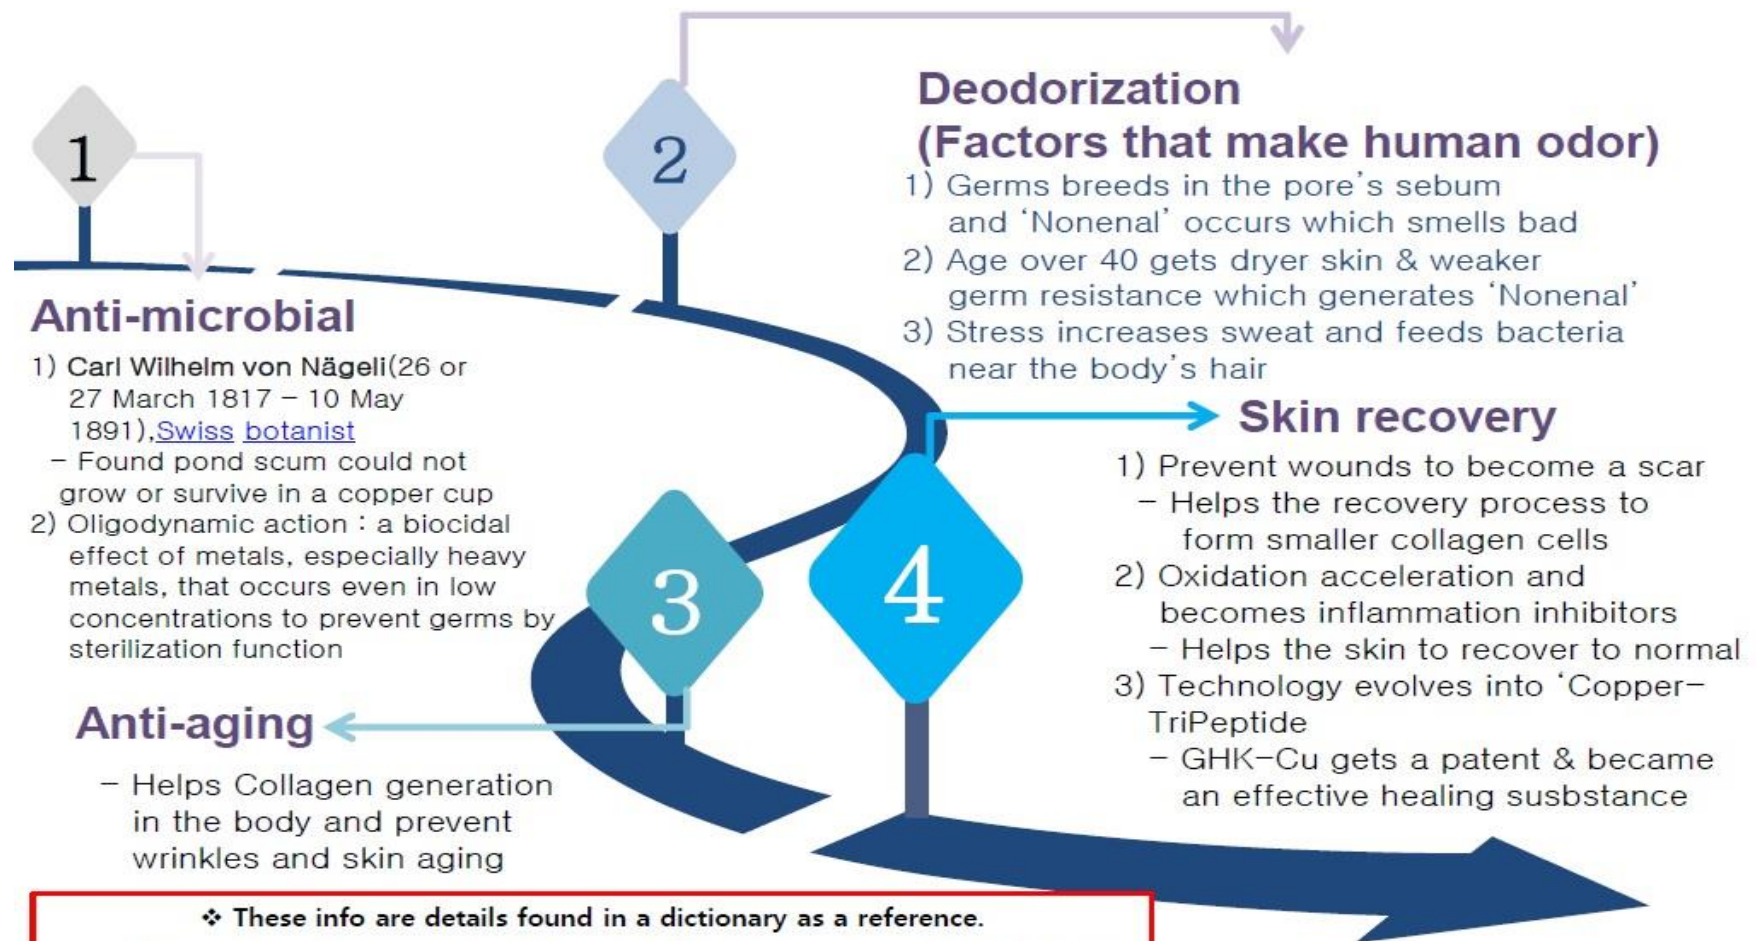 1
Anti-microbial
1) Carl Wilhelm von Nägeli(26 or
27 March 1817 – 10 May
1891),Swiss botanist
– Found pond scum could not
grow or survive in a copper cup
2) Oligodynamic action : a biocidal
effect of metals, especially heavy
metals, that occurs even in low
concentrations to prevent germs by
sterilization function
2
Deodorization
(Factors that make human odor)
1) Germs breeds in the pore's sebum
and ‘Nonenal’ occurs which smells bad
2) Age over 40 gets dryer skin & weaker
germ resistance which generates ‘Nonenal’
3) Stress increases sweat and feeds bacteria
near the body's hair
3
Anti-aging
– Helps Collagen generation
in the body and prevent
wrinkles and skin aging
4
Skin recovery
1) Prevent wounds to become a scar
– Helps the recovery process to
form smaller collagen cells
2) Oxidation acceleration and
becomes inflammation inhibitors
– Helps the skin to recover to normal
3) Technology evolves into ‘Copper–
TriPeptide
– GHK–Cu gets a patent & became
an effective healing susbstance
❖ These info are details found in a dictionary as a reference.